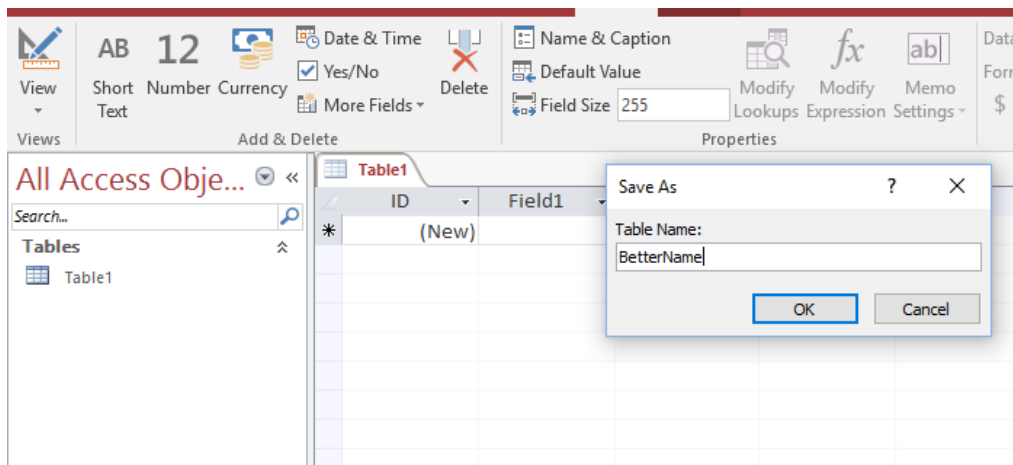 View
Views
AB
Short
Text
12
Number
Currency
Date & Time
Yes/No
More Fields
Delete
Add & Delete
Name & Caption
Default Value
Field Size 255
Modify
Lookups
fx
Modify
Expression
ab|
Memo
Settings
Properties
$
All Access Obje... «
Search...
Tables
Table1
Table1
ID Field1
* (New)
Save As ? X
Table Name:
BetterName
OK Cancel